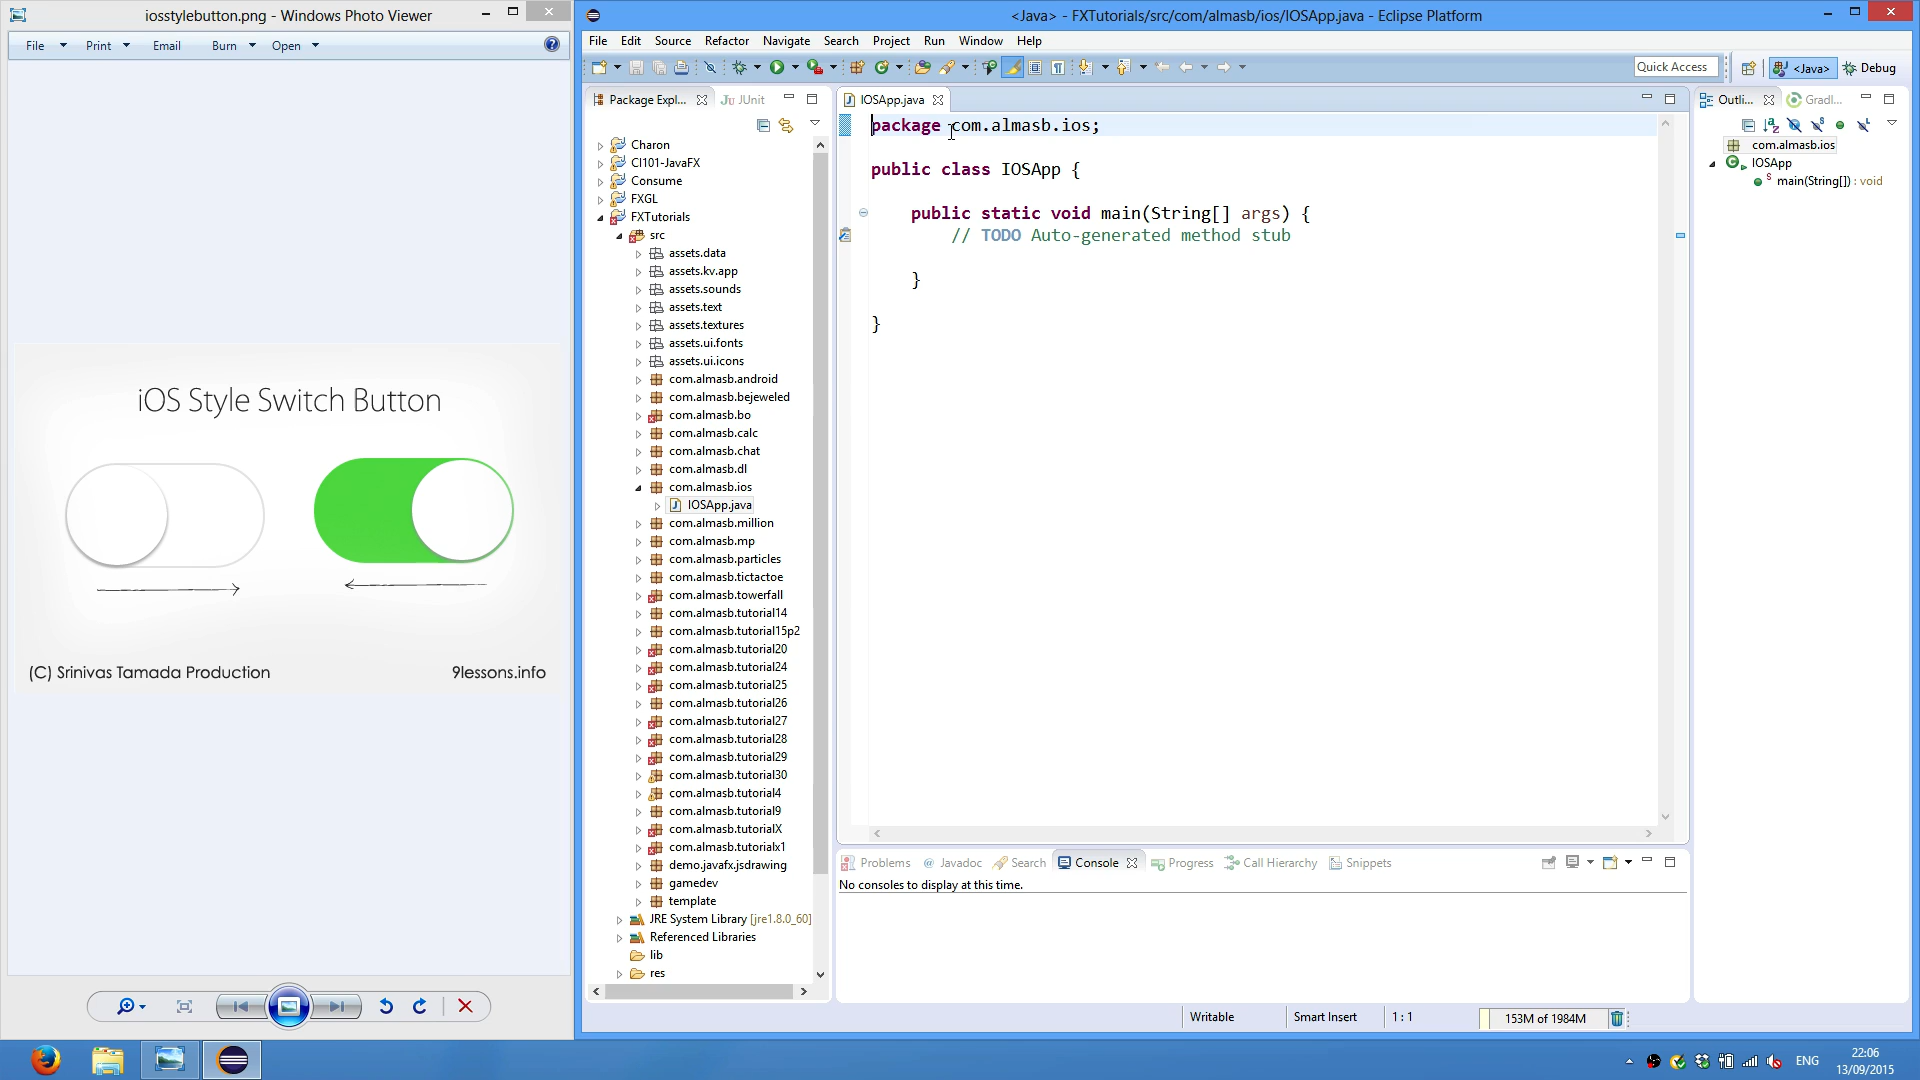 iosstylebutton.png - Windows Photo Viewer
File Print Email Burn Open
iOS Style Switch Button
(C) Srinivas Tamada Production
9lessons.info
<Java> - FXTutorials/src/com/almasb/ios/IOSApp.java - Eclipse Platform
File Edit Source Refactor Navigate Search Project Run Window Help
Quick Access
<Java>
Debug
Package Expl...
JUnit
Charon
CI101-JavaFX
Consume
FXGL
FXTutorials
src
assets.data
assets.kv.app
assets.sounds
assets.text
assets.textures
assets.ui.fonts
assets.ui.icons
com.almasb.android
com.almasb.bejeweled
com.almasb.bo
com.almasb.calc
com.almasb.chat
com.almasb.dl
com.almasb.ios
IOSApp.java
com.almasb.million
com.almasb.mp
com.almasb.particles
com.almasb.tictactoe
com.almasb.towerfall
com.almasb.tutorial14
com.almasb.tutorial15p2
com.almasb.tutorial20
com.almasb.tutorial24
com.almasb.tutorial25
com.almasb.tutorial26
com.almasb.tutorial27
com.almasb.tutorial28
com.almasb.tutorial29
com.almasb.tutorial30
com.almasb.tutorial4
com.almasb.tutorial9
com.almasb.tutorialX
com.almasb.tutorialx1
demo.javafx.jsdrawing
gamedev
template
JRE System Library [jre1.8.0_60]
Referenced Libraries
lib
res
IOSApp.java
package com.almasb.ios;
public class IOSApp {
public static void main(String[] args) {
// TODO Auto-generated method stub
}
}
Problems @ Javadoc Search Console Progress Call Hierarchy Snippets
No consoles to display at this time.
Outli...
Gradl...
com.almasb.ios
IOSApp
main(String[]) : void
Writable
Smart Insert
1 : 1
153M of 1984M
ENG
22:06
13/09/2015